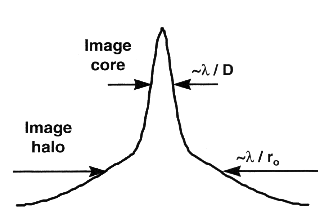 Image
core
~λ / D
Image
halo
~λ / r₀